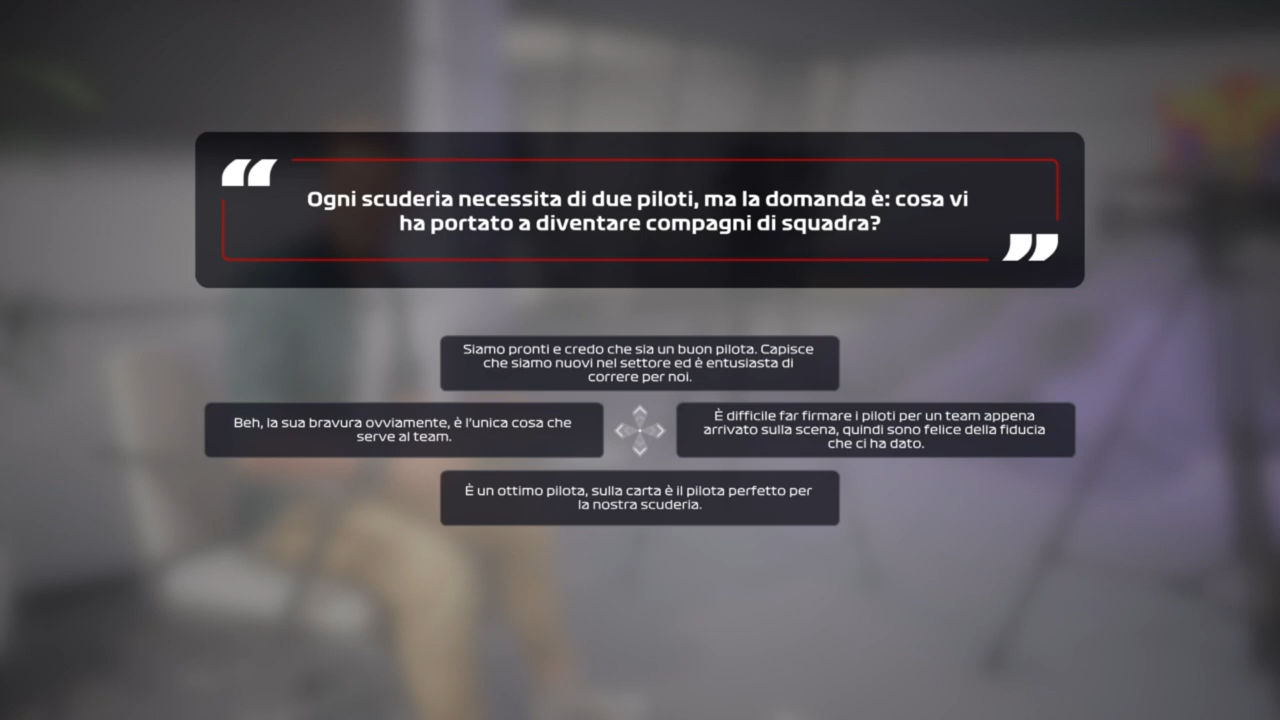 Ogni scuderia necessita di due piloti, ma la domanda è: cosa vi
ha portato a diventare compagni di squadra?
Siamo pronti e credo che sia un buon pilota. Capisce
che siamo nuovi nel settore ed è entusiasta di
correre per noi.
Beh, la sua bravura ovviamente, è l'unica cosa che
serve al team.
È difficile far firmare i piloti per un team appena
arrivato sulla scena, quindi sono felice della fiducia
che ci ha dato.
È un ottimo pilota, sulla carta è il pilota perfetto per
la nostra scuderia.